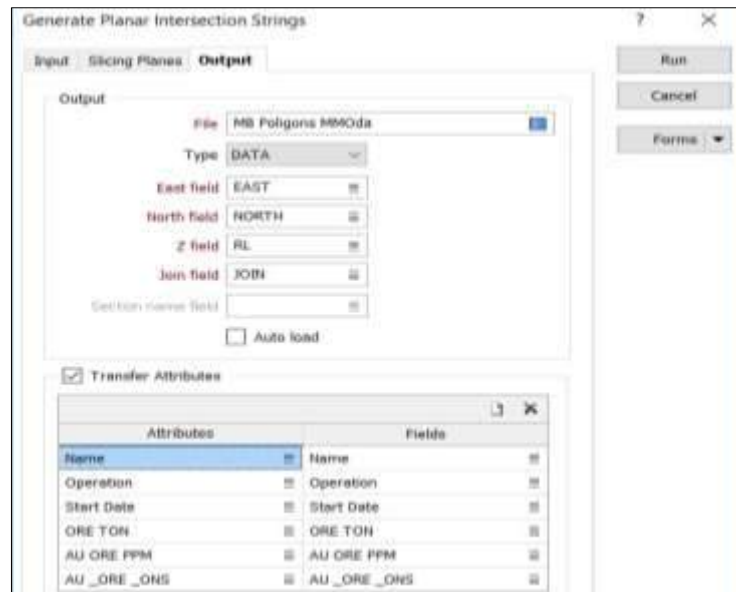 Generate Planar Intersection Strings ? ×
Input Slicing Planes Output
Run
Cancel
Forms
Output
File MB Poligons MMOda
Type DATA
East field EAST
North field NORTH
Z field RL
Join field JOIN
Section name field
Auto load
Transfer Attributes
Attributes Fields
Name Name
Operation Operation
Start Date Start Date
ORE TON ORE TON
AU ORE PPM AU ORE PPM
AU _ORE _ONS AU _ORE _ONS